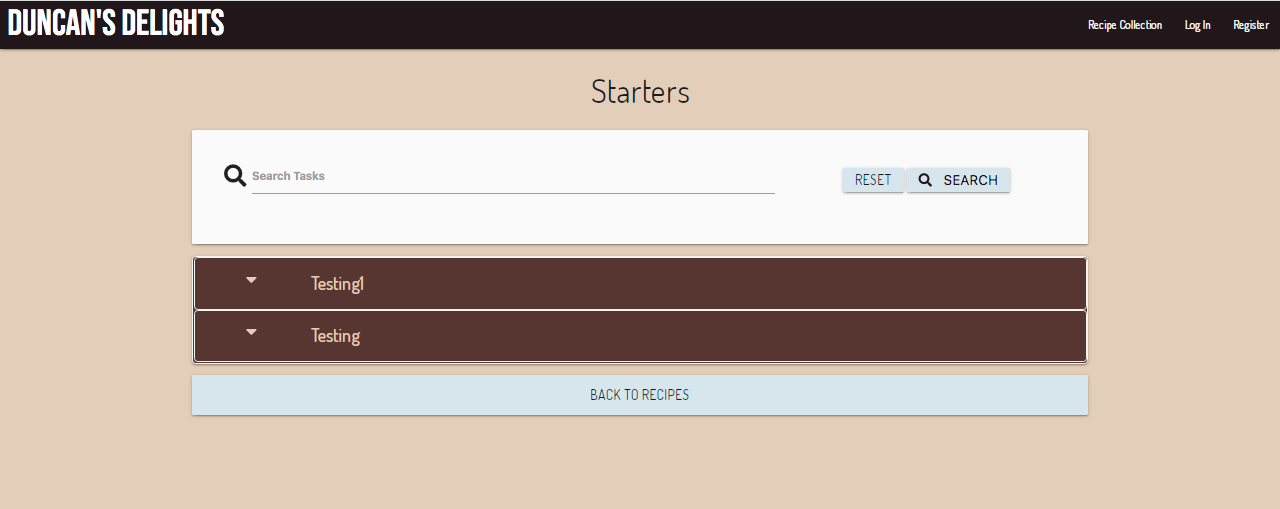 DUNCAN'S DELIGHTS
Recipe Collection Log In Register
Starters
Search Tasks
RESET SEARCH
Testing1
Testing
BACK TO RECIPES